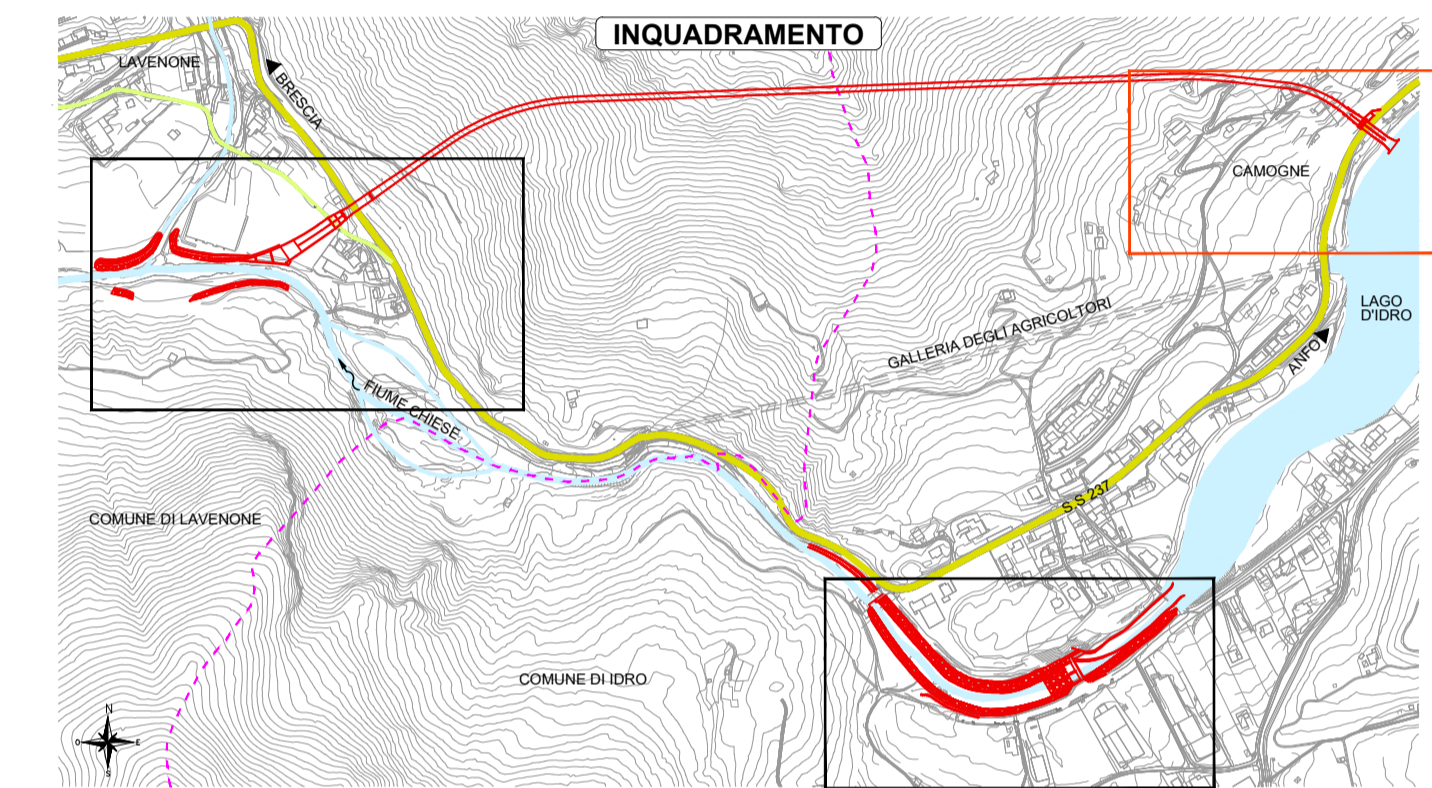 INQUADRAMENTO
LAVENONE
BRESCIA
CAMOGNE
LAGO
D'IDRO
GALLERIA DEGLI AGRICOLTORI
ANFO
FIUME CHIESE
S.S 237
COMUNE DI LAVENONE
COMUNE DI IDRO
N
O
E
S